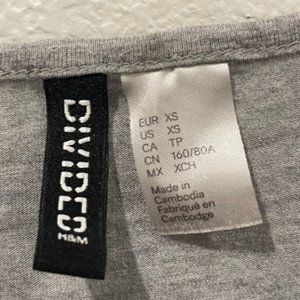 DIVIDED
H&M
EUR XS
US XS
CA TP
CN 160/80A
MX XCH
Made in
Cambodia
Fabriqué en
Cambodge